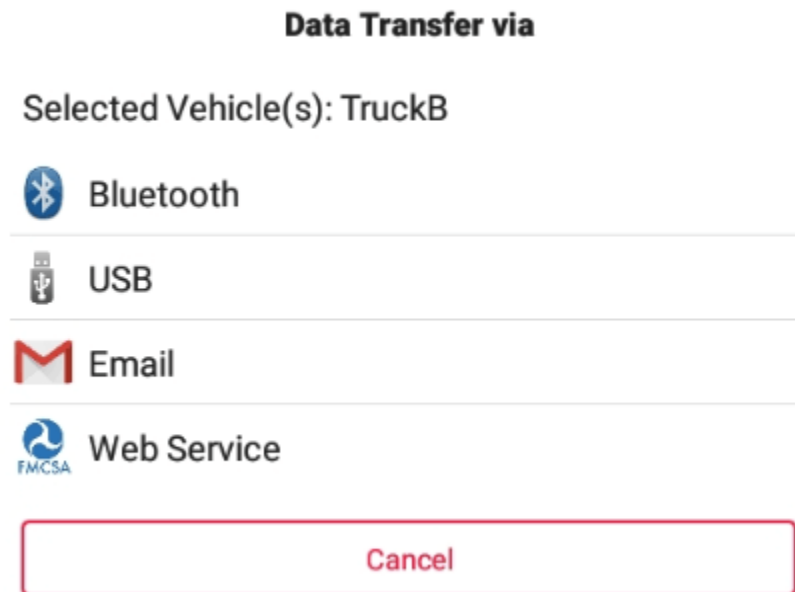 Data Transfer via
Selected Vehicle(s): TruckB
Bluetooth
USB
Email
FMCSA
Web Service
Cancel